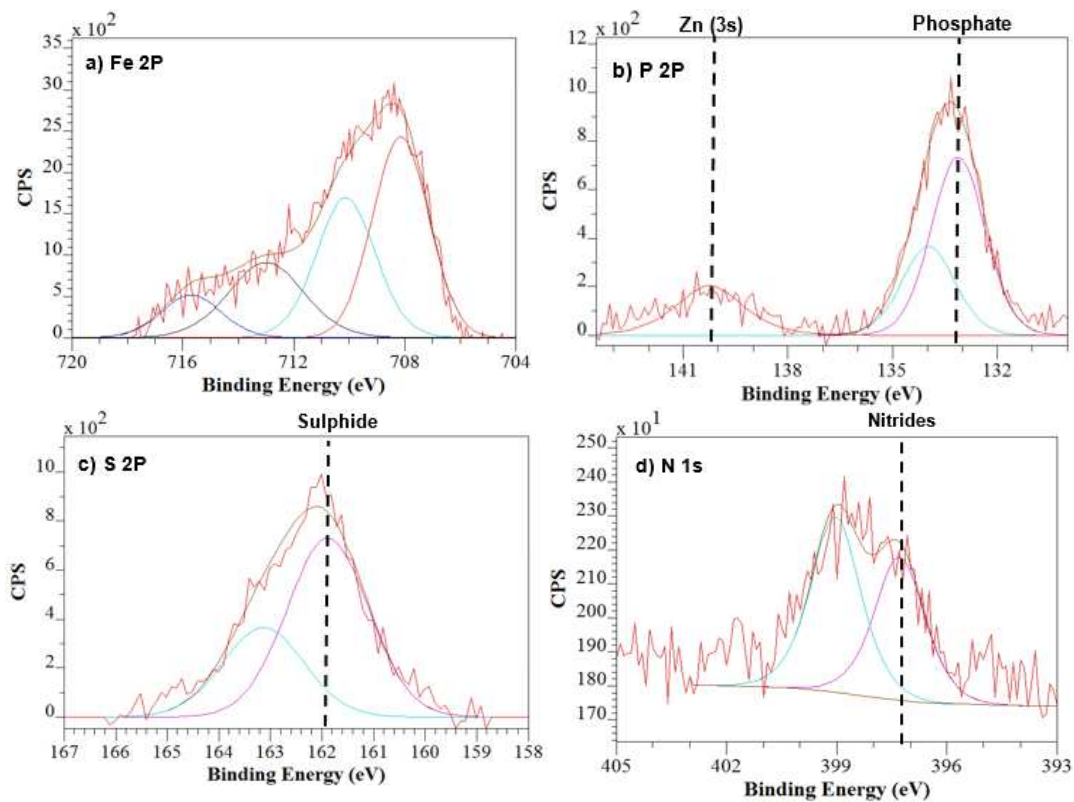 x 10²
a) Fe 2P
35
30
25
20
15
10
5
0
CPS
720 716 712 708 704
Binding Energy (eV)
Zn (3s) Phosphate
x 10²
b) P 2P
12
10
8
6
4
2
0
CPS
141 138 135 132
Binding Energy (eV)
Sulphide
x 10²
c) S 2P
10
8
6
4
2
0
CPS
167 166 165 164 163 162 161 160 159 158
Binding Energy (eV)
Nitrides
x 10¹
d) N 1s
250
240
230
220
210
200
190
180
170
CPS
405 402 399 396 393
Binding Energy (eV)